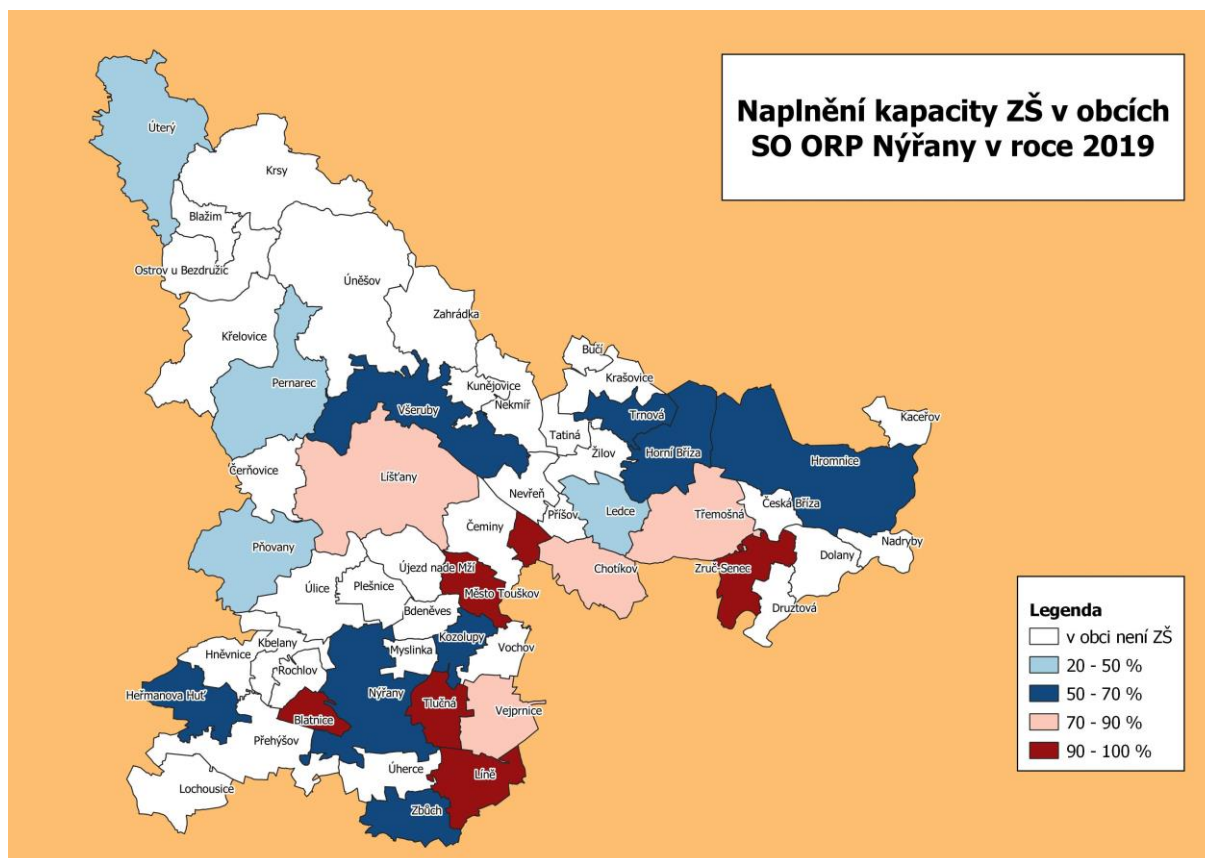 Naplnění kapacity ZŠ v obcích
SO ORP Nýřany v roce 2019
Úterý
Krsy
Blažim
Ostrov u Bezdružic
Úněšov
Zahrádka
Křelovice
Bučí
Pernarec
Kunějovice
Krašovice
Nekmíř
Všeruby
Trnová
Kaceřov
Tatiná
Žilov
Horní Bříza
Hromnice
Čerňovice
Líšťany
Nevřeň
Česká Bříza
Příšov
Ledce
Třemošná
Čeminy
Pňovany
Nadryby
Dolany
Újezd nade Mží
Chotíkov
Zruč-Senec
Úlice
Plešnice
Město Touškov
Druztová
Bdeněves
Kozolupy
Kbelany
Hněvnice
Myslinka
Vochov
Rochlov
Heřmanova Huť
Nýřany
Tlučná
Vejprnice
Blatnice
Přehýšov
Úherce
Líně
Lochousice
Zbůch
Legenda
v obci není ZŠ
20 - 50 %
50 - 70 %
70 - 90 %
90 - 100 %